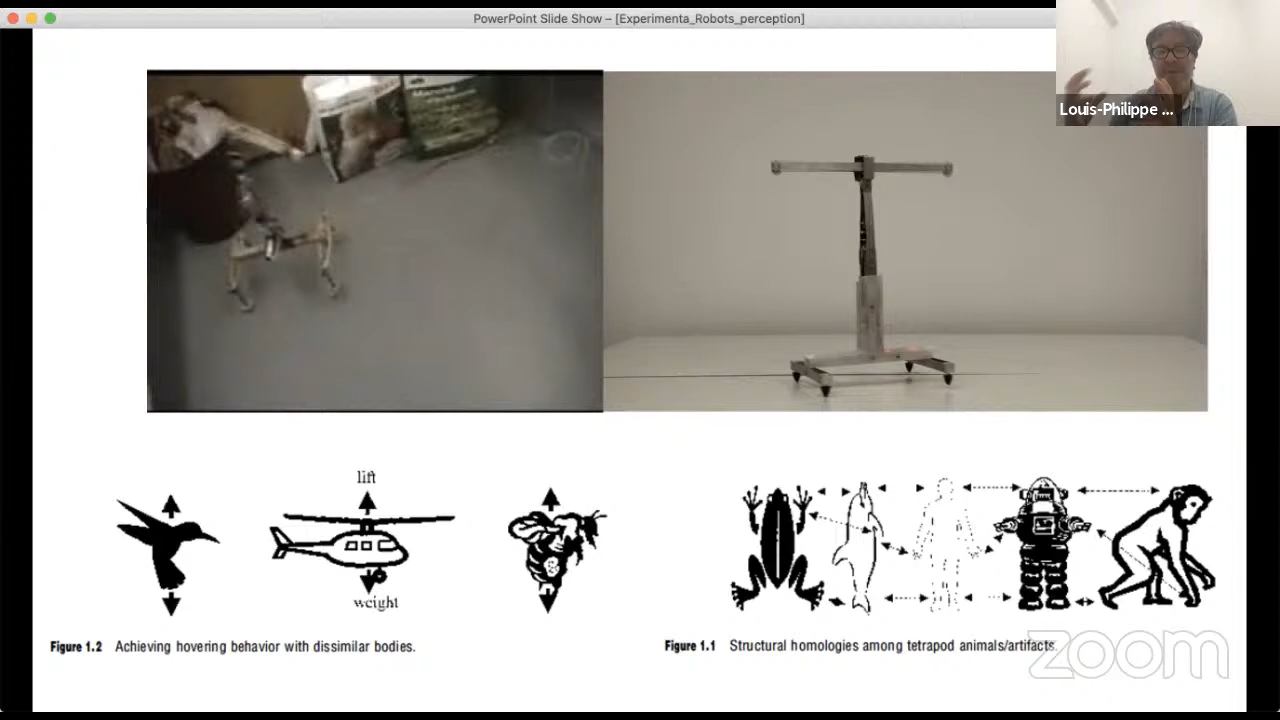 PowerPoint Slide Show – [Experimenta_Robots_perception]
Louis-Philippe ...
lift
weight
Figure 1.2 Achieving hovering behavior with dissimilar bodies.
Figure 1.1 Structural homologies among tetrapod animals/artifacts.
zoom